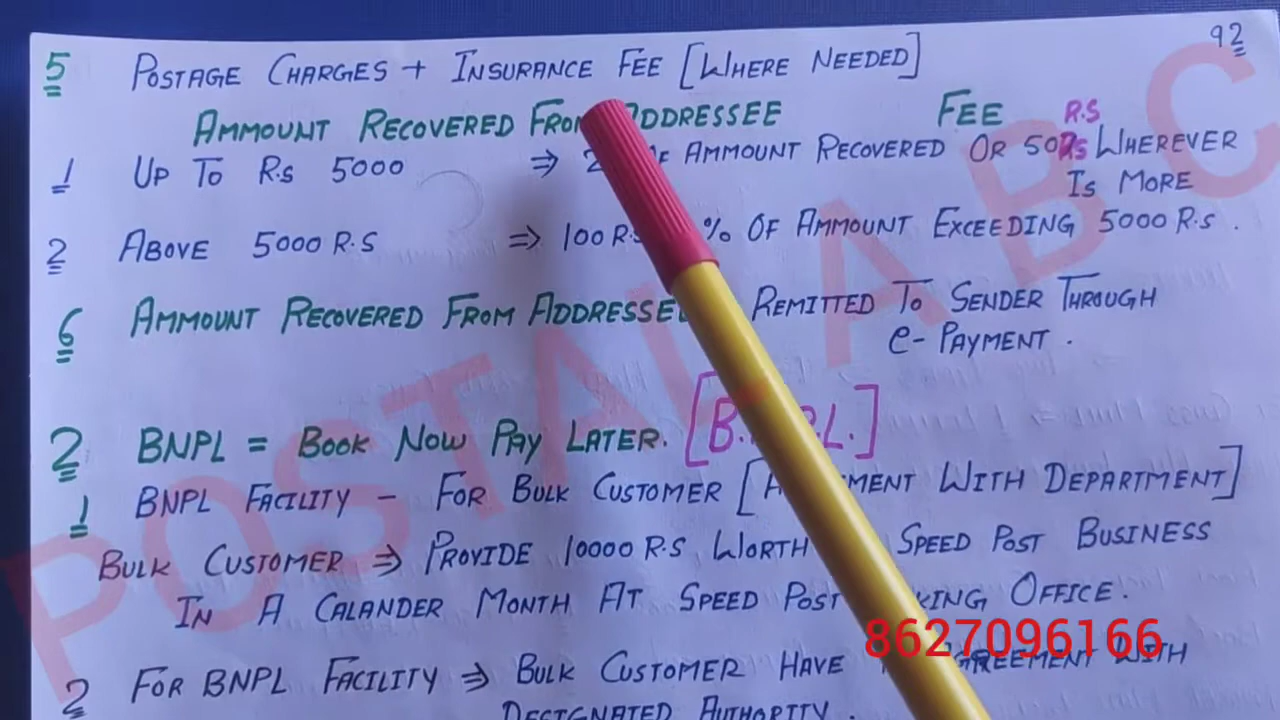 92
5 POSTAGE CHARGES + INSURANCE FEE [WHERE NEEDED]
AMMOUNT RECOVERED FROM ADDRESSEE FEE R.S
1 UP TO R.s 5000 ⇒ AMMOUNT RECOVERED OR 50 Rs WHEREVER
IS MORE
2 ABOVE 5000 R.S ⇒ 100 R.S % OF AMMOUNT EXCEEDING 5000 R.S.
6 AMMOUNT RECOVERED FROM ADDRESSEE REMITTED TO SENDER THROUGH
e-PAYMENT.
2 BNPL = BOOK NOW PAY LATER. [B. L.]
1 BNPL FACILITY - FOR BULK CUSTOMER [ WITH DEPARTMENT]
BULK CUSTOMER ⇒ PROVIDE 10000 R.S WORTH SPEED POST BUSINESS
IN A CALANDER MONTH AT SPEED POST OFFICE.
8627096166
2 FOR BNPL FACILITY ⇒ BULK CUSTOMER HAVE AGREEMENT WITH
DESIGNATED AUTHORITY.
POSTAL ABC